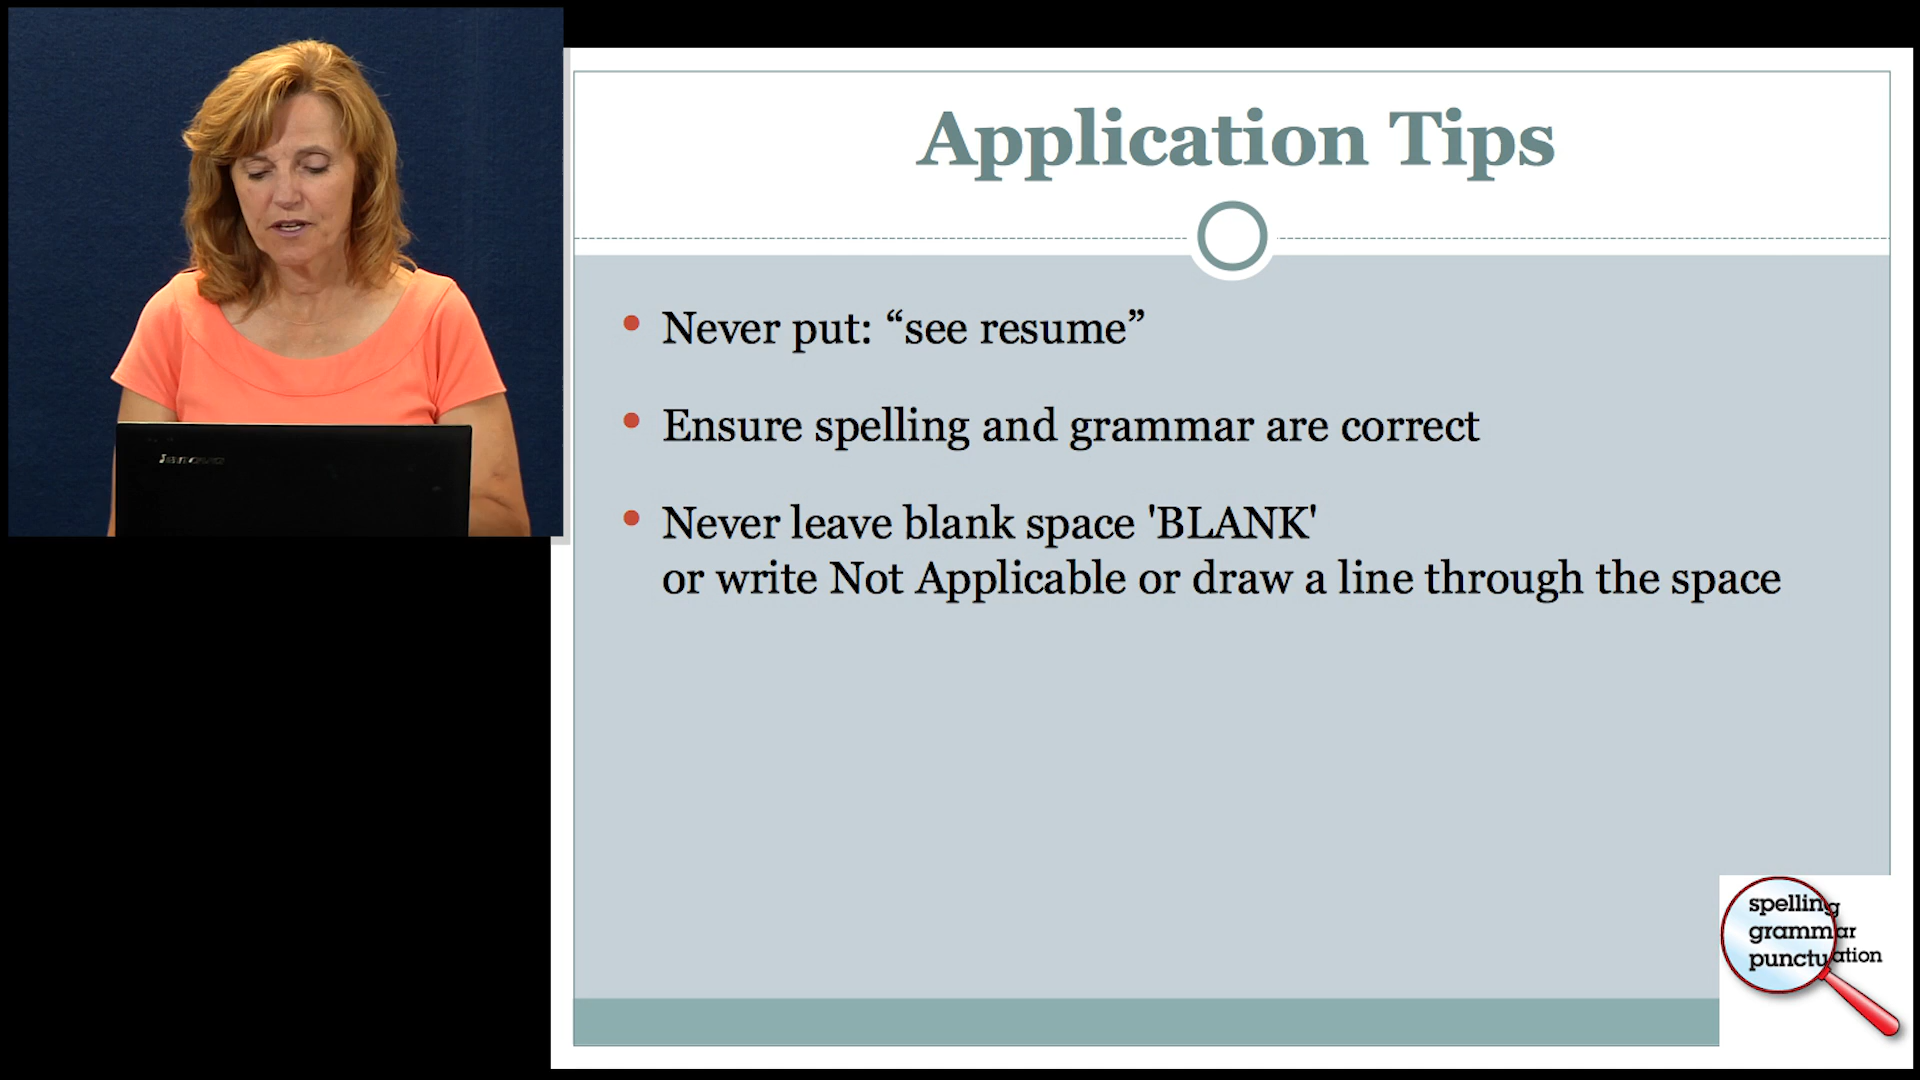 Application Tips
• Never put: “see resume”
• Ensure spelling and grammar are correct
• Never leave blank space 'BLANK'
or write Not Applicable or draw a line through the space
spelling
grammar
punctuation